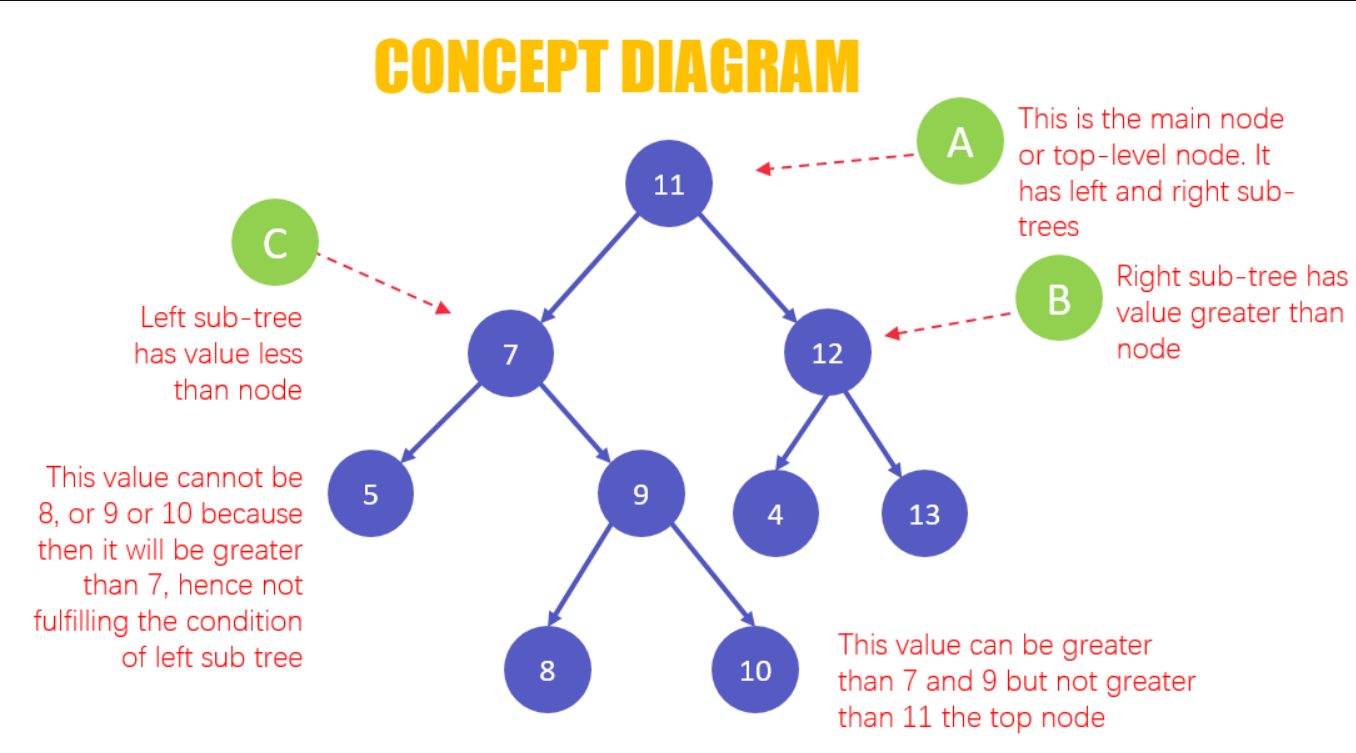 CONCEPT DIAGRAM
A
This is the main node
or top-level node. It
has left and right sub-
trees
11
C
Left sub-tree
has value less
than node
B
Right sub-tree has
value greater than
node
7
12
This value cannot be
8, or 9 or 10 because
then it will be greater
than 7, hence not
fulfilling the condition
of left sub tree
5
9
4
13
8
10
This value can be greater
than 7 and 9 but not greater
than 11 the top node